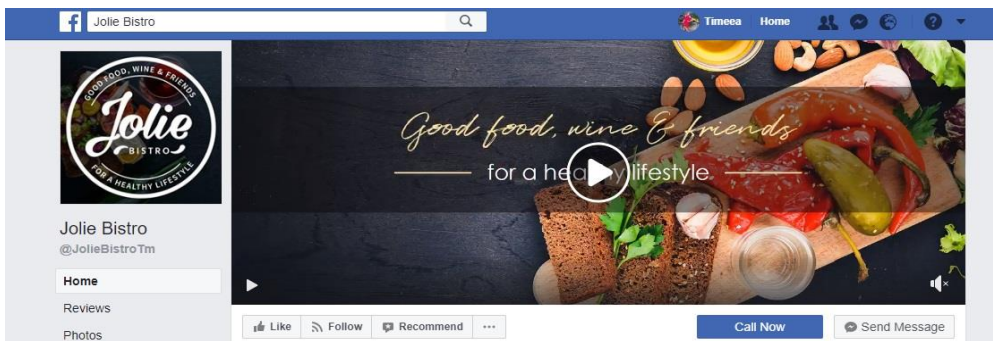 Jolie Bistro
Timeea Home
GOOD FOOD, WINE & FRIENDS
Jolie
BISTRO
FOR A HEALTHY LIFESTYLE
Good food, wine & friends
for a healthy lifestyle
Jolie Bistro
@JolieBistroTm
Home
Reviews
Photos
Like Follow Recommend ... Call Now Send Message